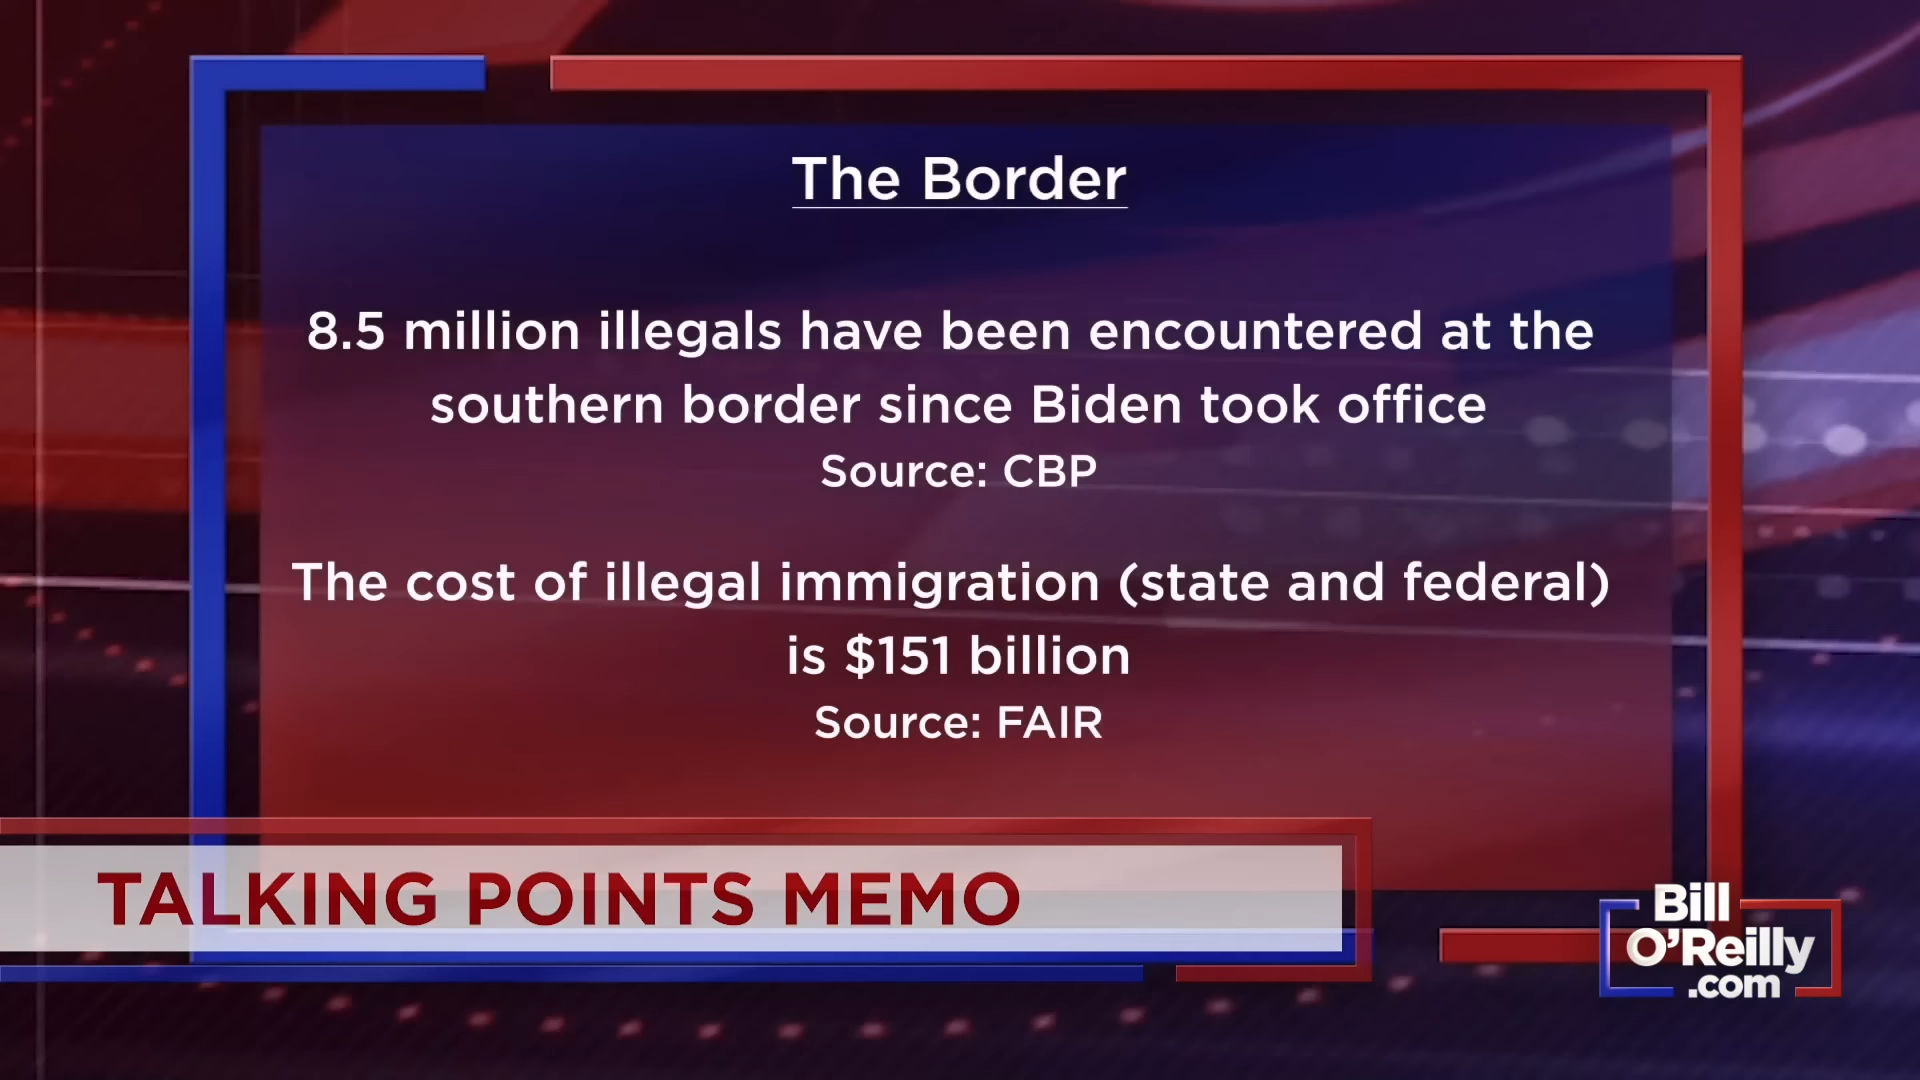 The Border
8.5 million illegals have been encountered at the
southern border since Biden took office
Source: CBP
The cost of illegal immigration (state and federal)
is $151 billion
Source: FAIR
TALKING POINTS MEMO
Bill
O'Reilly
.com